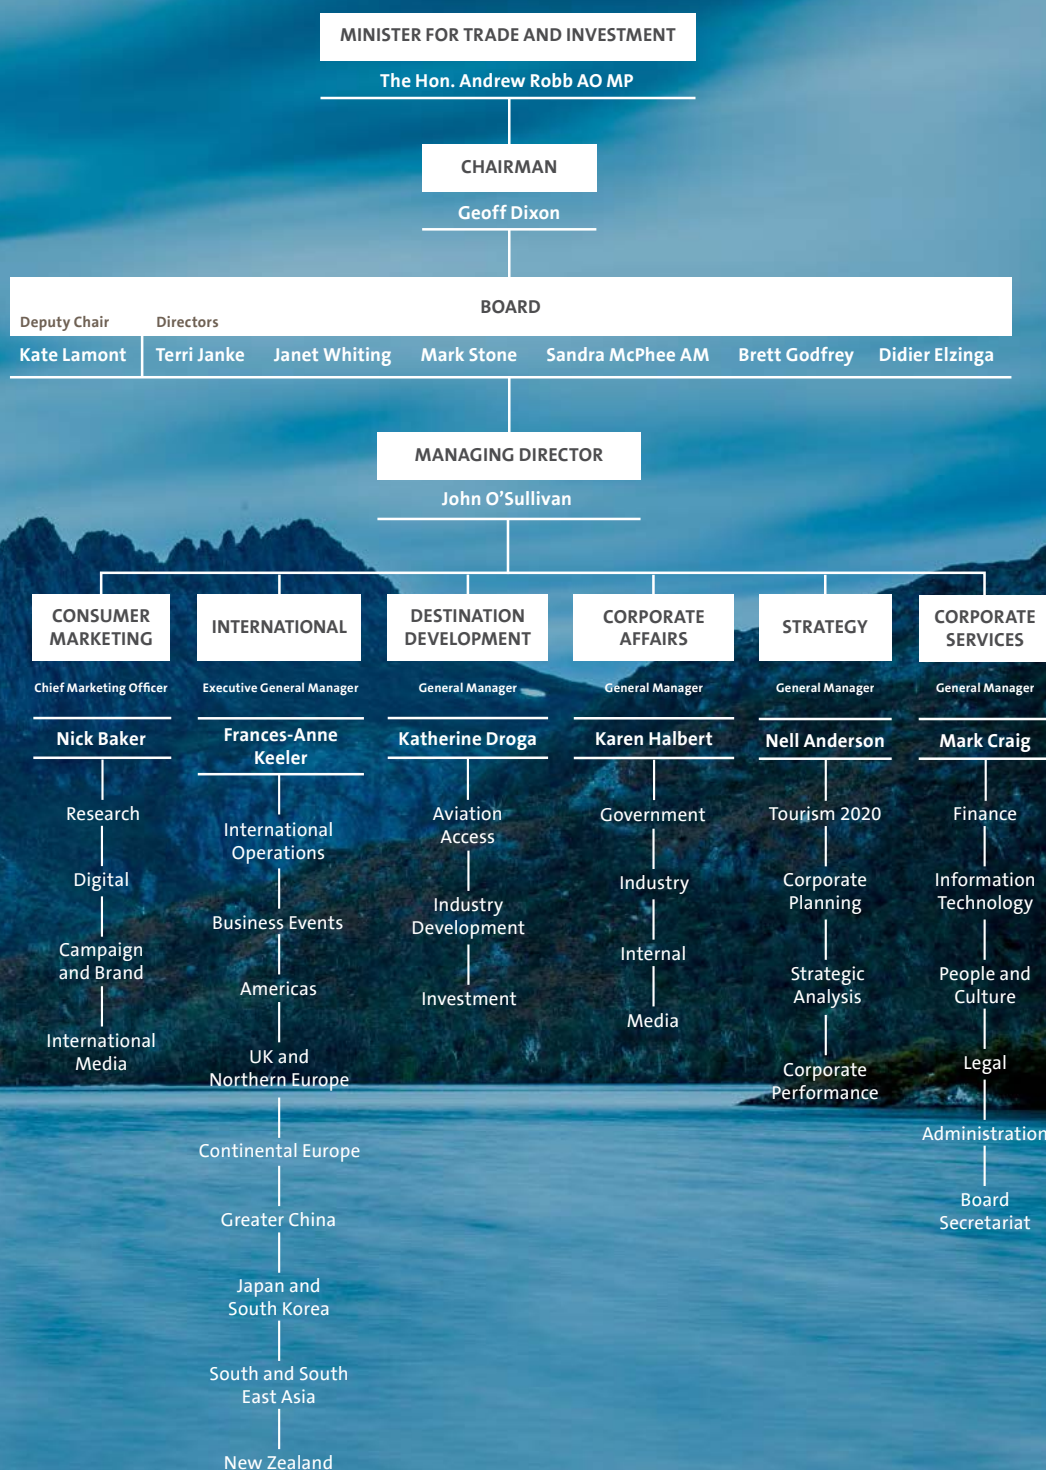 MINISTER FOR TRADE AND INVESTMENT
The Hon. Andrew Robb AO MP
CHAIRMAN
Geoff Dixon
BOARD
Deputy Chair
Directors
Kate Lamont
Terri Janke
Janet Whiting
Mark Stone
Sandra McPhee AM
Brett Godfrey
Didier Elzinga
MANAGING DIRECTOR
John O'Sullivan
CONSUMER
MARKETING
Chief Marketing Officer
Nick Baker
Research
Digital
Campaign
and Brand
International
Media
INTERNATIONAL
Executive General Manager
Frances-Anne
Keeler
International
Operations
Business Events
Americas
UK and
Northern Europe
Continental Europe
Greater China
Japan and
South Korea
South and South
East Asia
New Zealand
DESTINATION
DEVELOPMENT
General Manager
Katherine Droga
Aviation
Access
Industry
Development
Investment
CORPORATE
AFFAIRS
General Manager
Karen Halbert
Government
Industry
Internal
Media
STRATEGY
General Manager
Nell Anderson
Tourism 2020
Corporate
Planning
Strategic
Analysis
Corporate
Performance
CORPORATE
SERVICES
General Manager
Mark Craig
Finance
Information
Technology
People and
Culture
Legal
Administration
Board
Secretariat